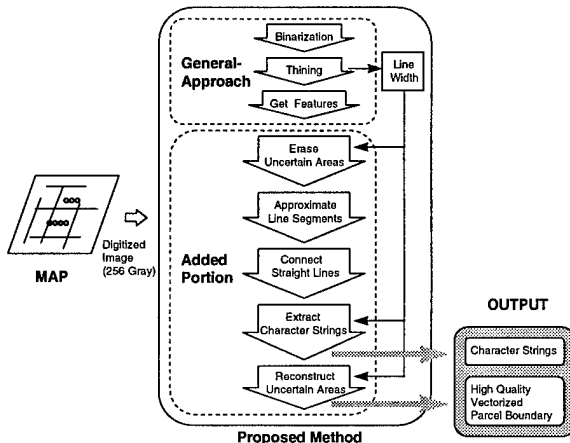 Binarization
General-
Approach
Thining
Line
Width
Get Features
Erase
Uncertain Areas
Approximate
Line Segments
Digitized
Image
(256 Gray)
MAP
Added
Portion
Connect
Straight Lines
Extract
Character Strings
Reconstruct
Uncertain Areas
OUTPUT
Character Strings
High Quality
Vectorized
Parcel Boundary
Proposed Method